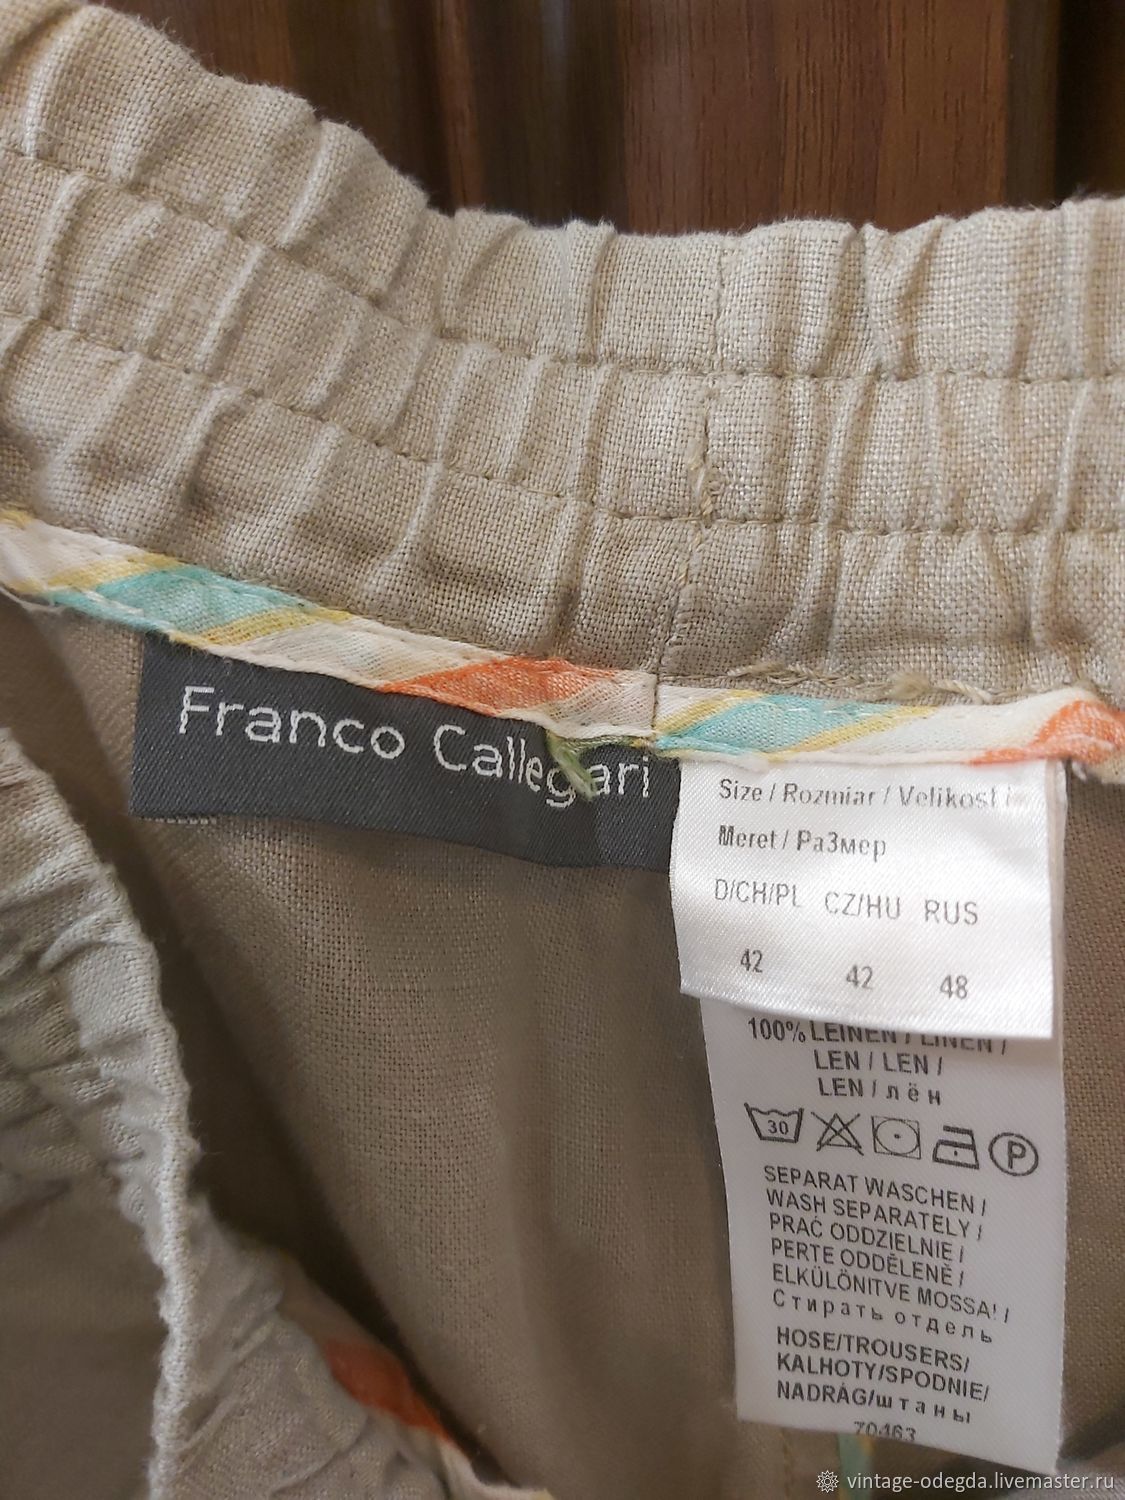 Franco Callegari
Size / Rozmiar / Velikost /
Meret / Ра3мер
D/CH/PL CZ/HU RUS
42 42 48
100% LEINEN / LINEN /
LEN / LEN /
LEN / лён
30
P
SEPARAT WASCHEN /
WASH SEPARATELY /
PRAĆ ODDZIELNIE /
PERTE ODDĚLENĚ /
ELKÜLÖNITVE MOSSA! /
Стирать отдель
HOSE/TROUSERS/
KALHOTY/SPODNIE/
NADRÁG/штаны
70463
vintage-odegda.livemaster.ru